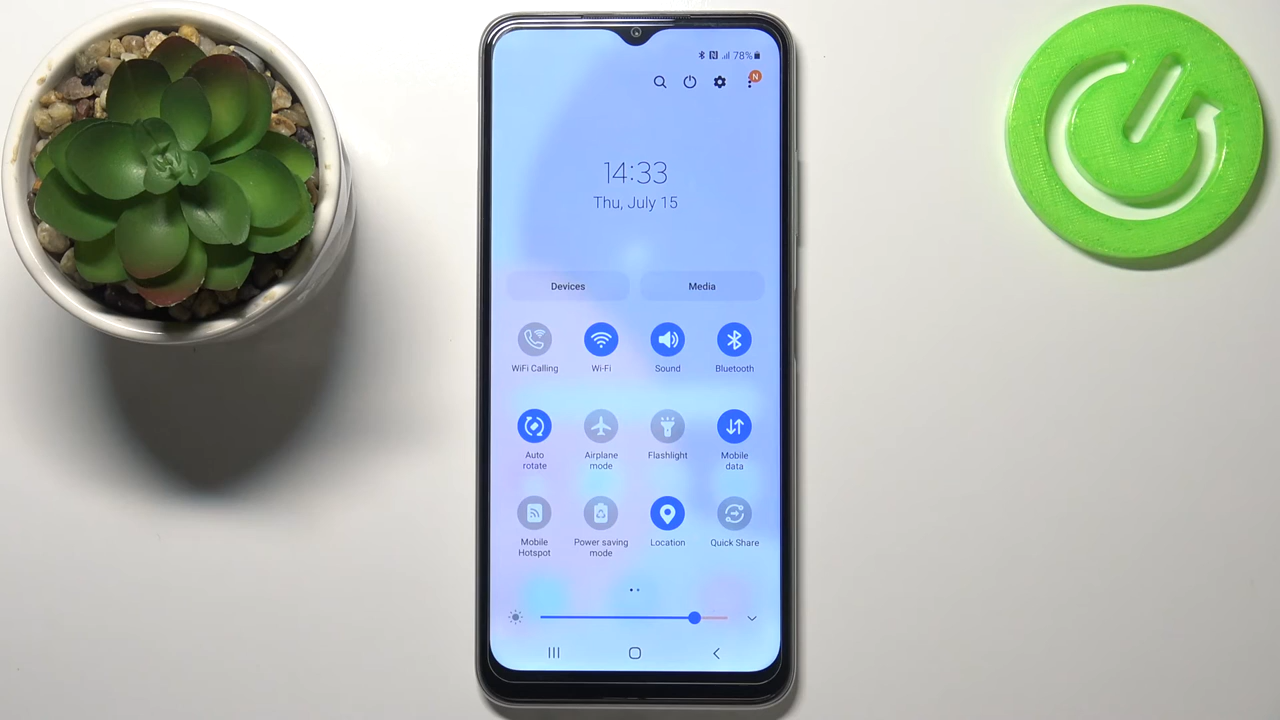 78%
N
14:33
Thu, July 15
Devices Media
WiFi Calling Wi-Fi Sound Bluetooth
Auto rotate Airplane mode Flashlight Mobile data
Mobile Hotspot Power saving mode Location Quick Share